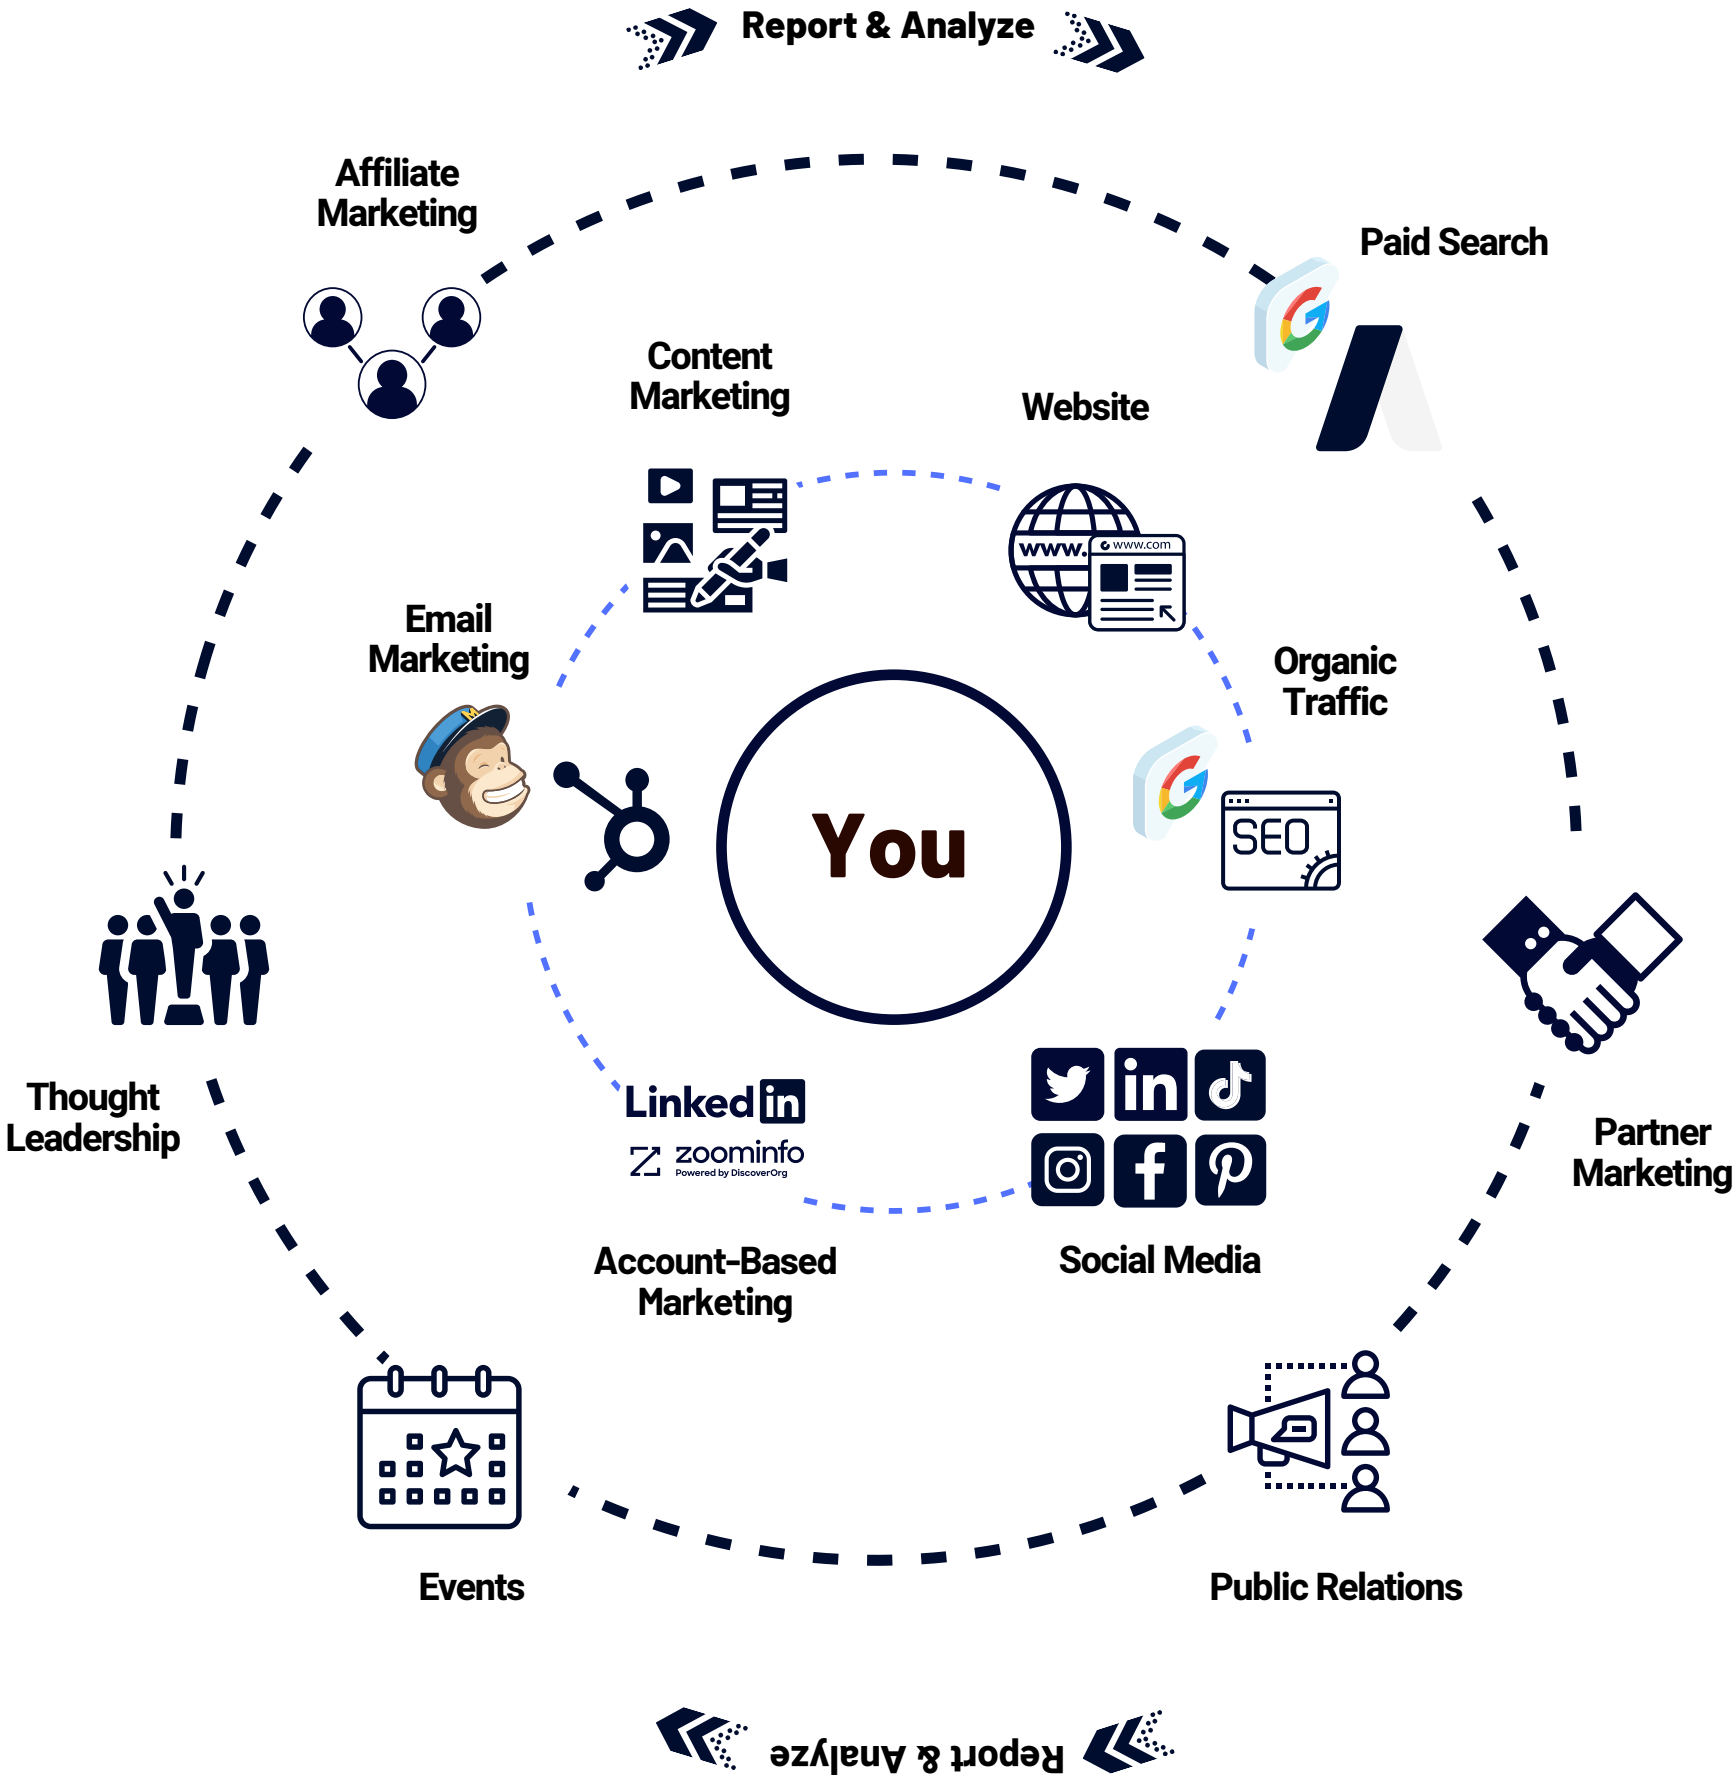 Report & Analyze
Affiliate
Marketing
Paid Search
Content
Marketing
Website
www.
www.com
Email
Marketing
Organic
Traffic
M
G
G
SEO
You
Thought
Leadership
Linkedin
zoominfo
Powered by DiscoverOrg
in
f
Partner
Marketing
Account-Based
Marketing
Social Media
Events
Public Relations
Report & Analyze